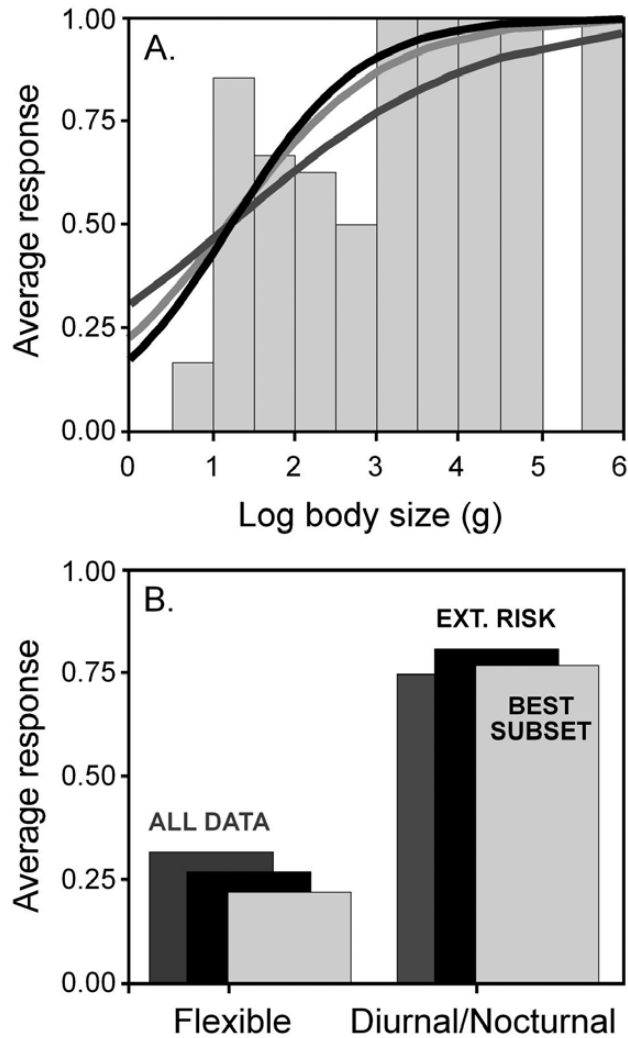 A.
1.00
0.75
0.50
0.25
0.00
Average response
0 1 2 3 4 5 6
Log body size (g)
B.
1.00
0.75
0.50
0.25
0.00
Average response
EXT. RISK
BEST
SUBSET
ALL DATA
Flexible Diurnal/Nocturnal